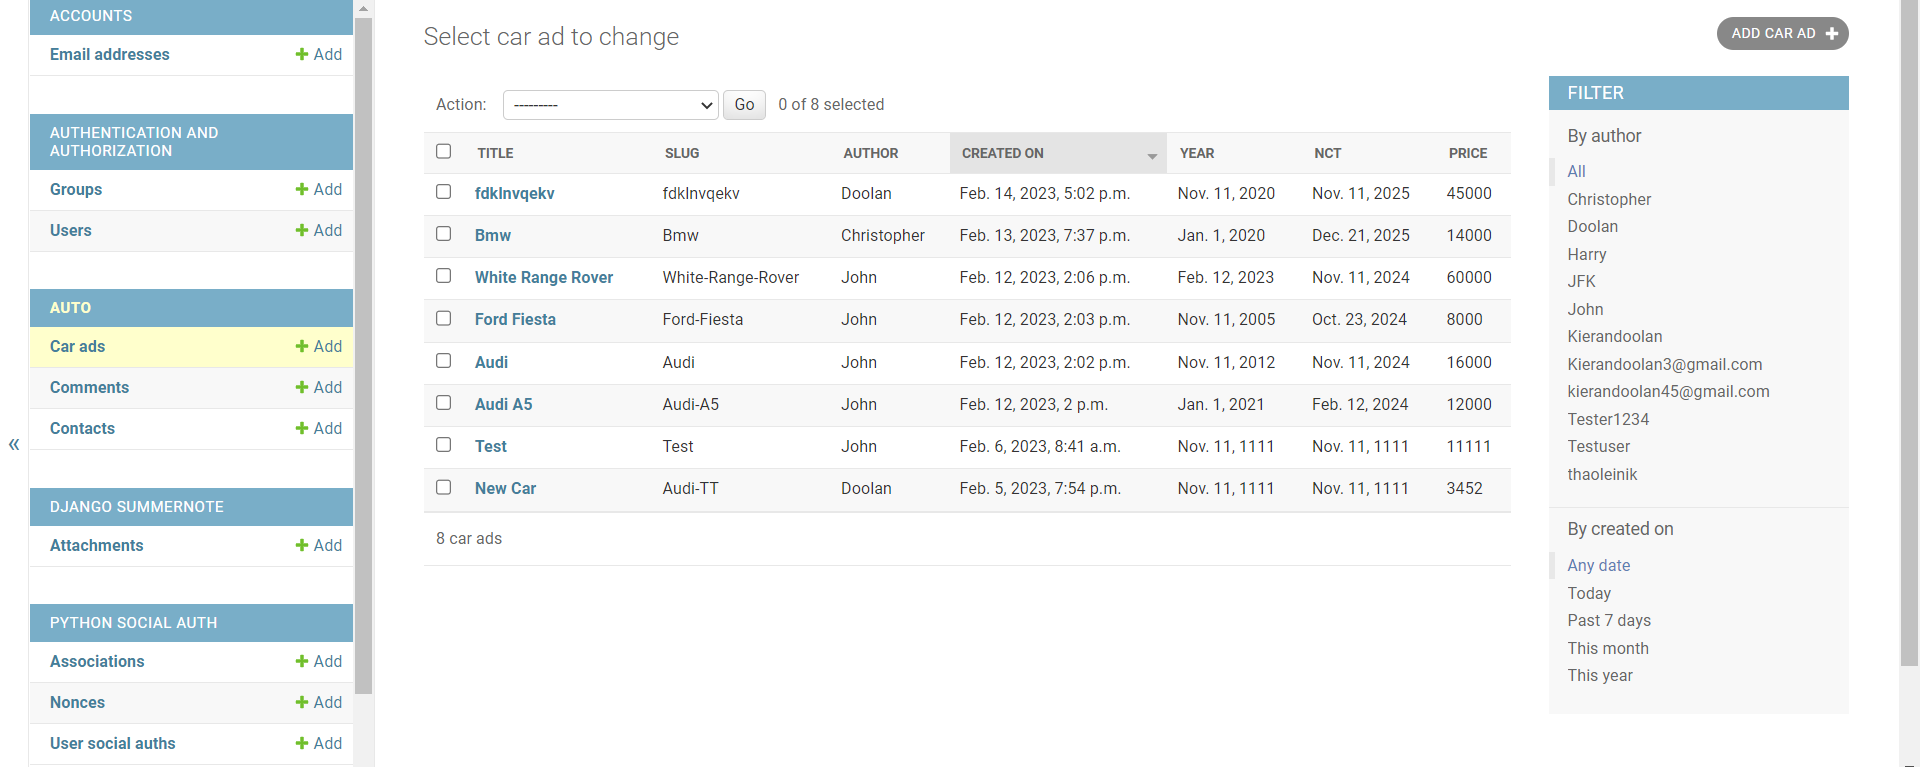 ACCOUNTS
Email addresses Add
AUTHENTICATION AND
AUTHORIZATION
Groups Add
Users Add
AUTO
Car ads Add
Comments Add
Contacts Add
DJANGO SUMMERNOTE
Attachments Add
PYTHON SOCIAL AUTH
Associations Add
Nonces Add
User social auths Add
«
Select car ad to change
ADD CAR AD
Action: --------- Go 0 of 8 selected
TITLE SLUG AUTHOR CREATED ON YEAR NCT PRICE
fdklnvqekv fdklnvqekv Doolan Feb. 14, 2023, 5:02 p.m. Nov. 11, 2020 Nov. 11, 2025 45000
Bmw Bmw Christopher Feb. 13, 2023, 7:37 p.m. Jan. 1, 2020 Dec. 21, 2025 14000
White Range Rover White-Range-Rover John Feb. 12, 2023, 2:06 p.m. Feb. 12, 2023 Nov. 11, 2024 60000
Ford Fiesta Ford-Fiesta John Feb. 12, 2023, 2:03 p.m. Nov. 11, 2005 Oct. 23, 2024 8000
Audi Audi John Feb. 12, 2023, 2:02 p.m. Nov. 11, 2012 Nov. 11, 2024 16000
Audi A5 Audi-A5 John Feb. 12, 2023, 2 p.m. Jan. 1, 2021 Feb. 12, 2024 12000
Test Test John Feb. 6, 2023, 8:41 a.m. Nov. 11, 1111 Nov. 11, 1111 11111
New Car Audi-TT Doolan Feb. 5, 2023, 7:54 p.m. Nov. 11, 1111 Nov. 11, 1111 3452
8 car ads
FILTER
By author
All
Christopher
Doolan
Harry
JFK
John
Kierandoolan
Kierandoolan3@gmail.com
kierandoolan45@gmail.com
Tester1234
Testuser
thaoleinik
By created on
Any date
Today
Past 7 days
This month
This year